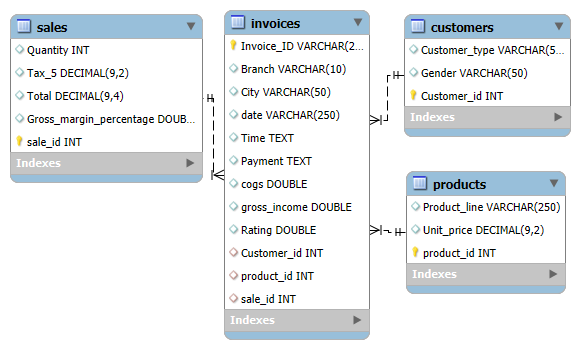 sales
Quantity INT
Tax_5 DECIMAL(9,2)
Total DECIMAL(9,4)
Gross_margin_percentage DOUB...
sale_id INT
Indexes
invoices
Invoice_ID VARCHAR(2...
Branch VARCHAR(10)
City VARCHAR(50)
date VARCHAR(250)
Time TEXT
Payment TEXT
cogs DOUBLE
gross_income DOUBLE
Rating DOUBLE
Customer_id INT
product_id INT
sale_id INT
Indexes
customers
Customer_type VARCHAR(5...
Gender VARCHAR(50)
Customer_id INT
Indexes
products
Product_line VARCHAR(250)
Unit_price DECIMAL(9,2)
product_id INT
Indexes